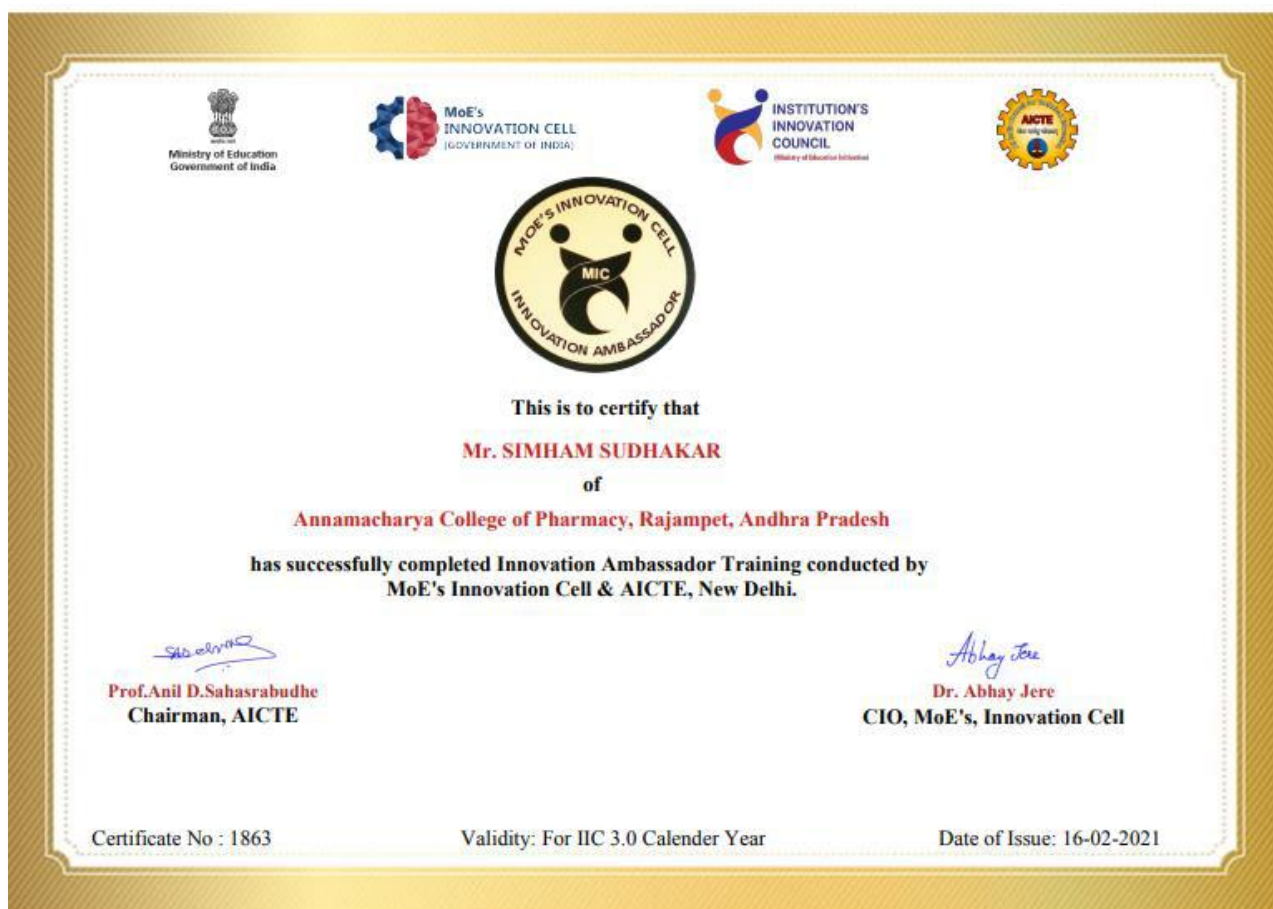 Ministry of Education
Government of India
MoE's
INNOVATION CELL
(GOVERNMENT OF INDIA)
INSTITUTION'S
INNOVATION
COUNCIL
(Ministry of Education Initiative)
AICTE
MOE'S INNOVATION CELL
MIC
INNOVATION AMBASSADOR
This is to certify that
Mr. SIMHAM SUDHAKAR
of
Annamacharya College of Pharmacy, Rajampet, Andhra Pradesh
has successfully completed Innovation Ambassador Training conducted by
MoE's Innovation Cell & AICTE, New Delhi.
Abhay Jere
Prof.Anil D.Sahasrabudhe
Dr. Abhay Jere
Chairman, AICTE
CIO, MoE's, Innovation Cell
Certificate No : 1863
Validity: For IIC 3.0 Calender Year
Date of Issue: 16-02-2021